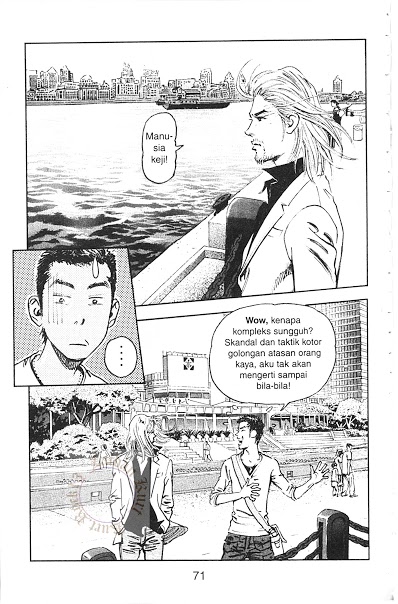 Manu-
sia
keji!
...
Wow, kenapa
kompleks sungguh?
Skandal dan taktik kotor
golongan atasan orang
kaya, aku tak akan
mengerti sampai
bila-bila!
71